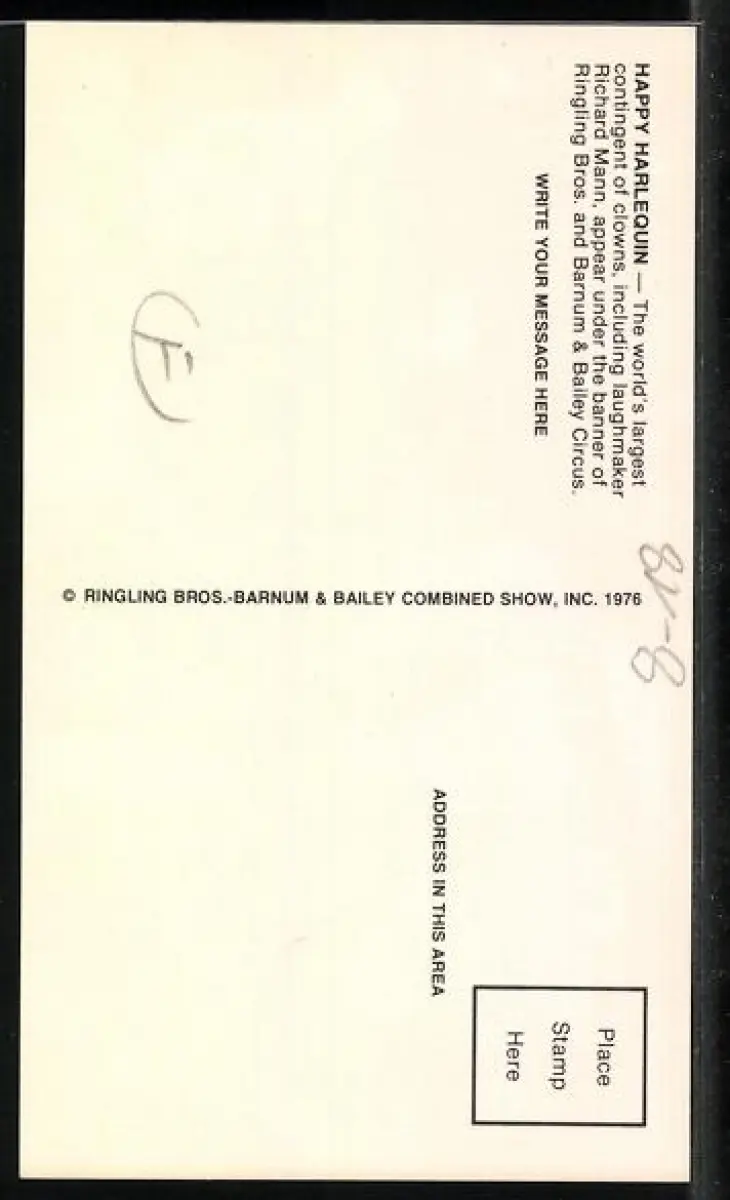 HAPPY HARLEQUIN — The world's largest
contingent of clowns, including laughmaker
Richard Mann, appear under the banner of
Ringling Bros. and Barnum & Bailey Circus.
WRITE YOUR MESSAGE HERE
E
© RINGLING BROS.-BARNUM & BAILEY COMBINED SHOW, INC. 1976
Place
Stamp
Here
ADDRESS IN THIS AREA